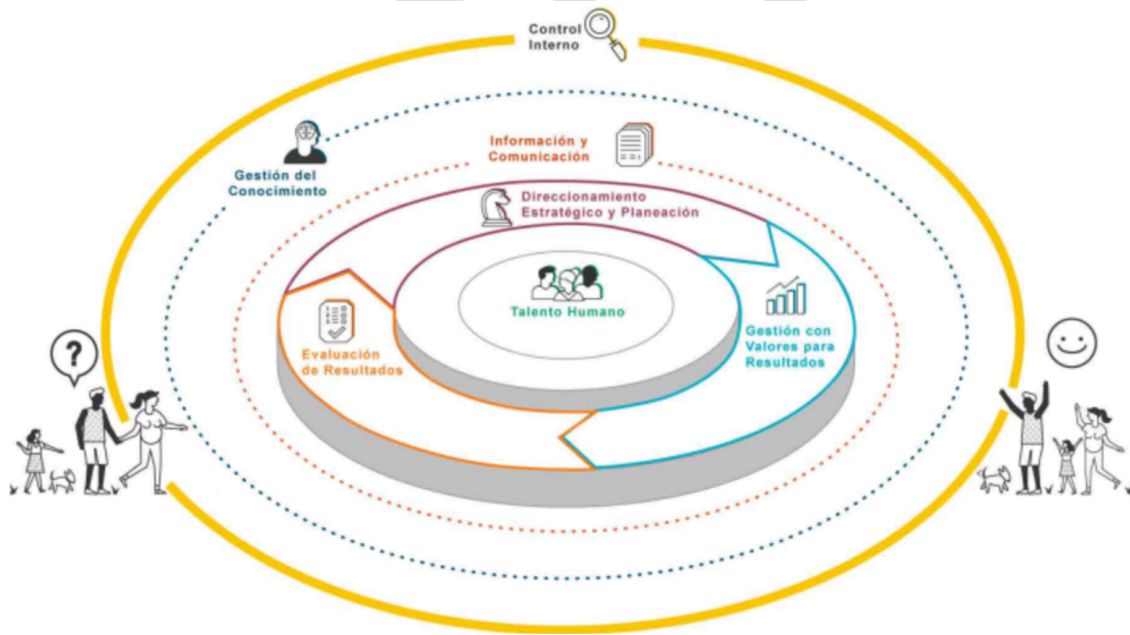 Control
Interno
Información y
Comunicación
Gestión del
Conocimiento
Direccionamiento
Estratégico y Planeación
Talento Humano
Gestión con
Valores para
Resultados
Evaluación
de Resultados
?